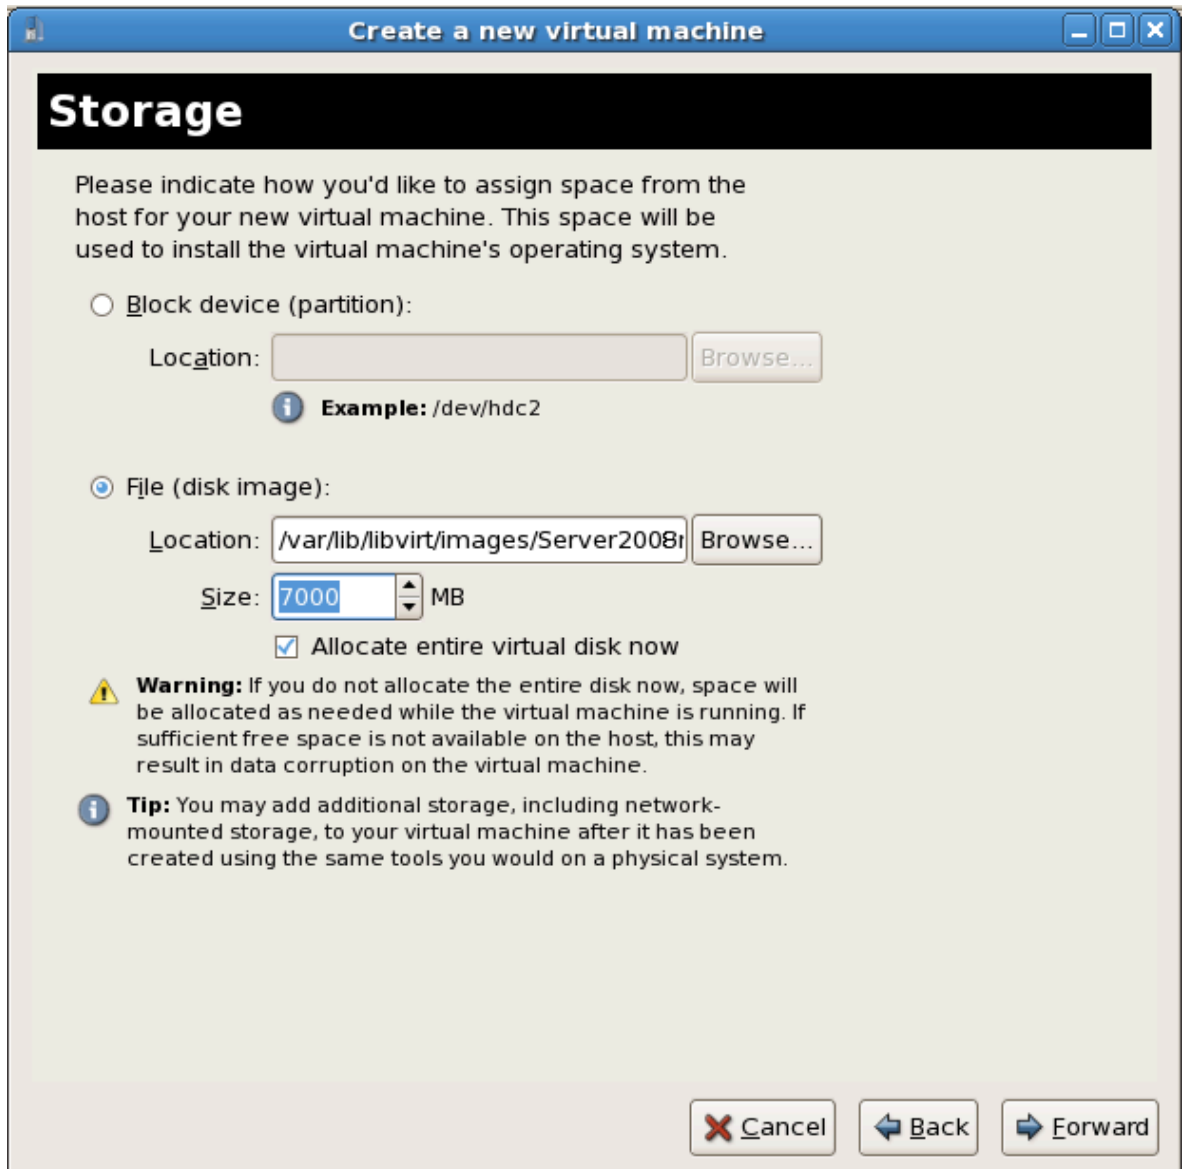 Create a new virtual machine
Storage
Please indicate how you'd like to assign space from the
host for your new virtual machine. This space will be
used to install the virtual machine's operating system.
Block device (partition):
Location:
Browse...
Example: /dev/hdc2
File (disk image):
Location: /var/lib/libvirt/images/Server2008r Browse...
Size: 7000 MB
Allocate entire virtual disk now
Warning: If you do not allocate the entire disk now, space will
be allocated as needed while the virtual machine is running. If
sufficient free space is not available on the host, this may
result in data corruption on the virtual machine.
Tip: You may add additional storage, including network-
mounted storage, to your virtual machine after it has been
created using the same tools you would on a physical system.
Cancel Back Forward